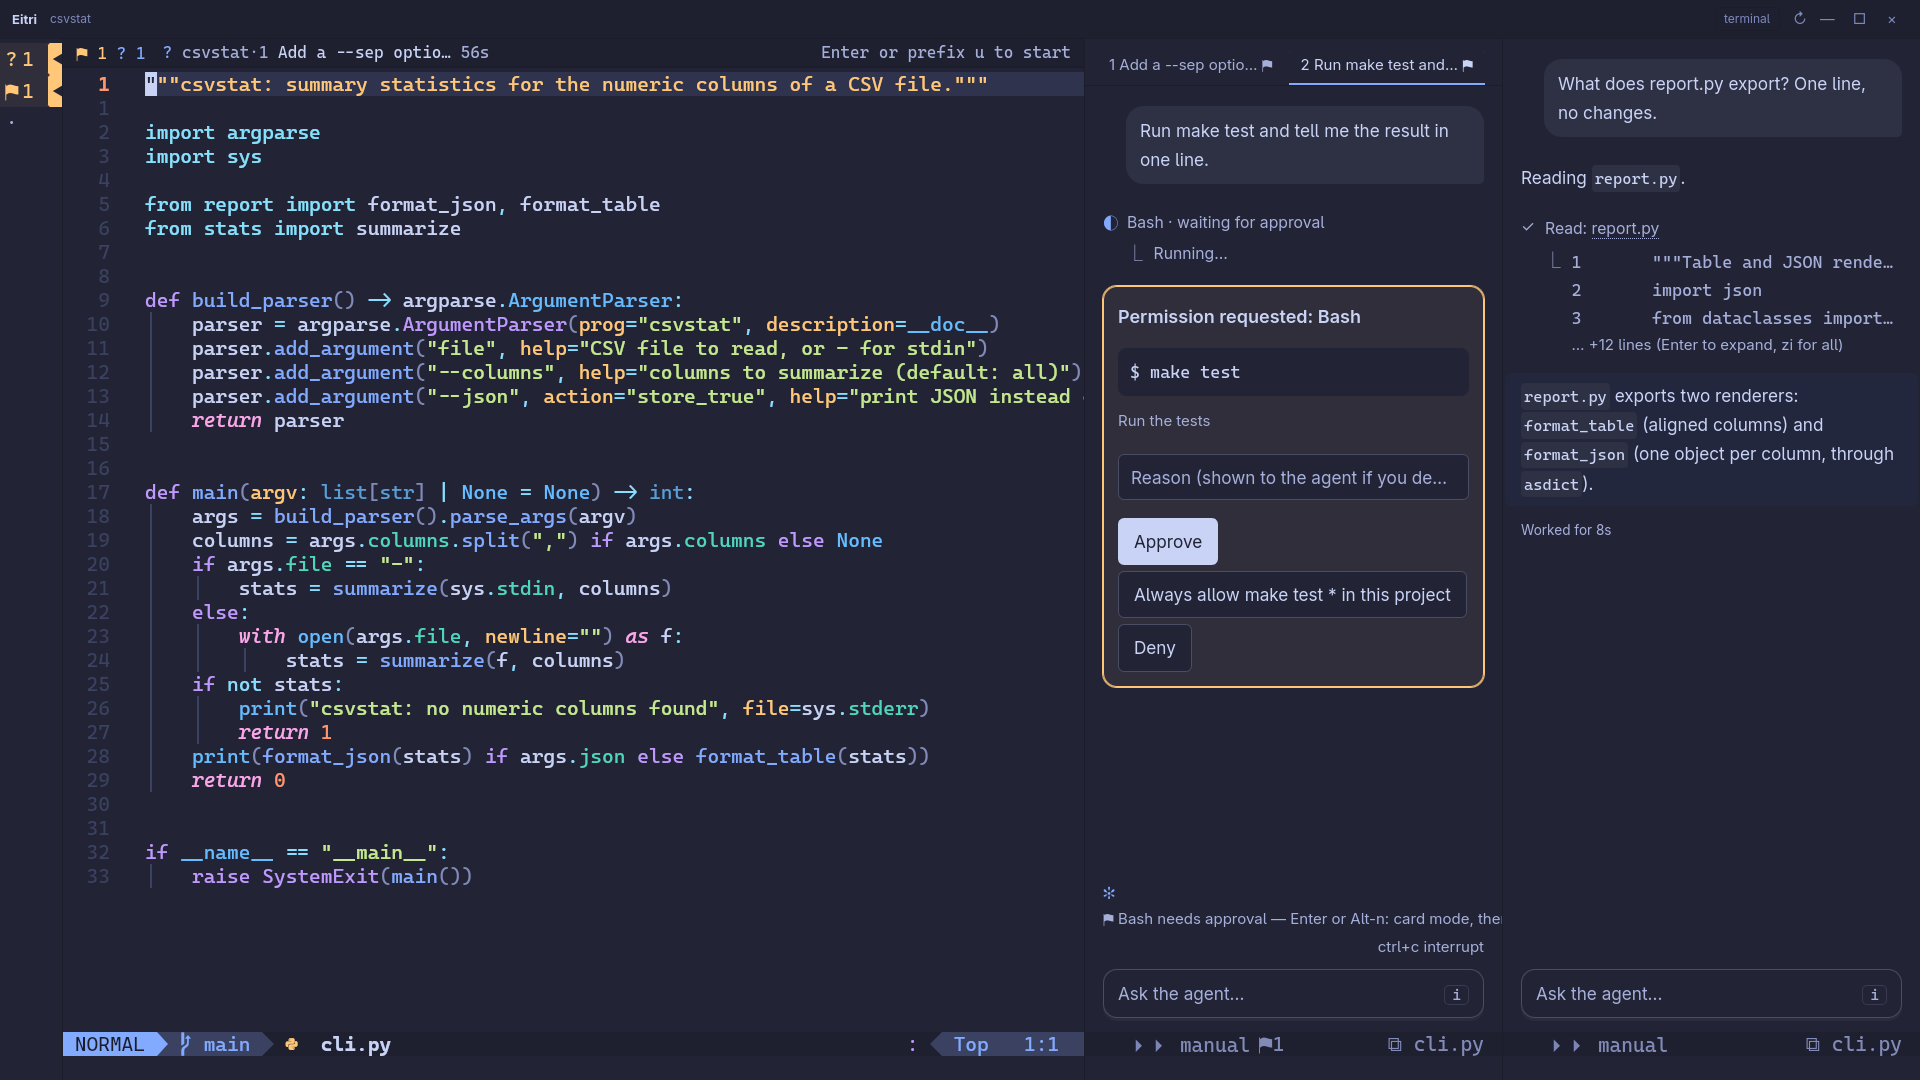 Eitri csvstat
terminal
? 1
1
.
1 ? 1 ? csvstat·1 Add a --sep optio… 56s
Enter or prefix u to start
1 """csvstat: summary statistics for the numeric columns of a CSV file."""
1
2 import argparse
3 import sys
4
5 from report import format_json, format_table
6 from stats import summarize
7
8
9 def build_parser() -> argparse.ArgumentParser:
10 parser = argparse.ArgumentParser(prog="csvstat", description=__doc__)
11 parser.add_argument("file", help="CSV file to read, or - for stdin")
12 parser.add_argument("--columns", help="columns to summarize (default: all)")
13 parser.add_argument("--json", action="store_true", help="print JSON instead
14 return parser
15
16
17 def main(argv: list[str] | None = None) -> int:
18 args = build_parser().parse_args(argv)
19 columns = args.columns.split(",") if args.columns else None
20 if args.file == "-":
21 stats = summarize(sys.stdin, columns)
22 else:
23 with open(args.file, newline="") as f:
24 stats = summarize(f, columns)
25 if not stats:
26 print("csvstat: no numeric columns found", file=sys.stderr)
27 return 1
28 print(format_json(stats) if args.json else format_table(stats))
29 return 0
30
31
32 if __name__ == "__main__":
33 raise SystemExit(main())
NORMAL main cli.py : Top 1:1
1 Add a --sep optio… 2 Run make test and…
Run make test and tell me the result in
one line.
Bash · waiting for approval
Running…
Permission requested: Bash
$ make test
Run the tests
Reason (shown to the agent if you de…
Approve
Always allow make test * in this project
Deny
Bash needs approval — Enter or Alt-n: card mode, the
ctrl+c interrupt
Ask the agent… i
manual 1 cli.py
What does report.py export? One line,
no changes.
Reading report.py.
Read: report.py
1 """Table and JSON rende…
2 import json
3 from dataclasses import…
… +12 lines (Enter to expand, zi for all)
report.py exports two renderers:
format_table (aligned columns) and
format_json (one object per column, through
asdict).
Worked for 8s
Ask the agent… i
manual cli.py